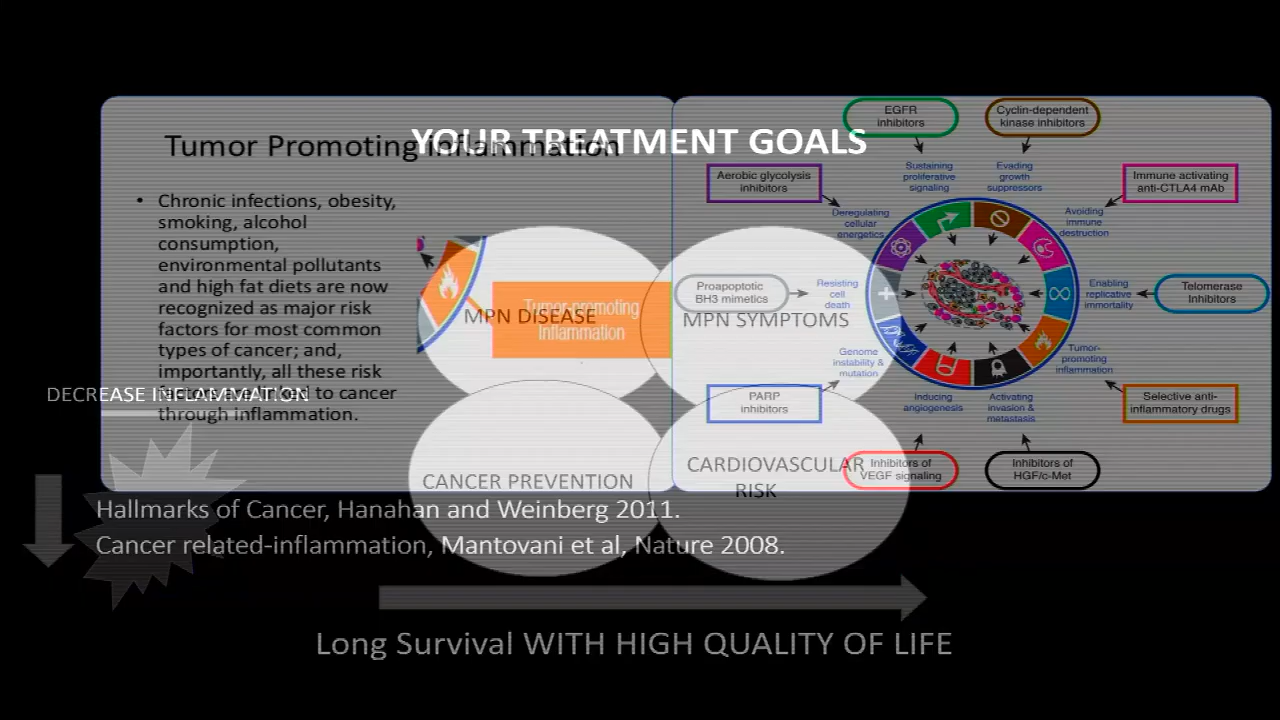 YOUR TREATMENT GOALS
Tumor Promoting Inflammation
• Chronic infections, obesity,
smoking, alcohol
consumption,
environmental pollutants
and high fat diets are now
recognized as major risk
factors for most common
types of cancer; and,
importantly, all these risk
factors are linked to cancer
through inflammation.
DECREASE INFLAMMATION
MPN DISEASE
Tumor-promoting
Inflammation
MPN SYMPTOMS
CANCER PREVENTION
CARDIOVASCULAR
RISK
EGFR
inhibitors
Cyclin-dependent
kinase inhibitors
Aerobic glycolysis
inhibitors
Sustaining
proliferative
signaling
Evading
growth
suppressors
Immune activating
anti-CTLA4 mAb
Deregulating
cellular
energetics
Avoiding
immune
destruction
Proapoptotic
BH3 mimetics
Resisting
cell
death
Enabling
replicative
immortality
Telomerase
Inhibitors
Genome
instability &
mutation
Tumor-
promoting
inflammation
PARP
inhibitors
Inducing
angiogenesis
Activating
invasion &
metastasis
Selective anti-
inflammatory drugs
Inhibitors of
VEGF signaling
Inhibitors of
HGF/c-Met
Hallmarks of Cancer, Hanahan and Weinberg 2011.
Cancer related-inflammation, Mantovani et al, Nature 2008.
Long Survival WITH HIGH QUALITY OF LIFE